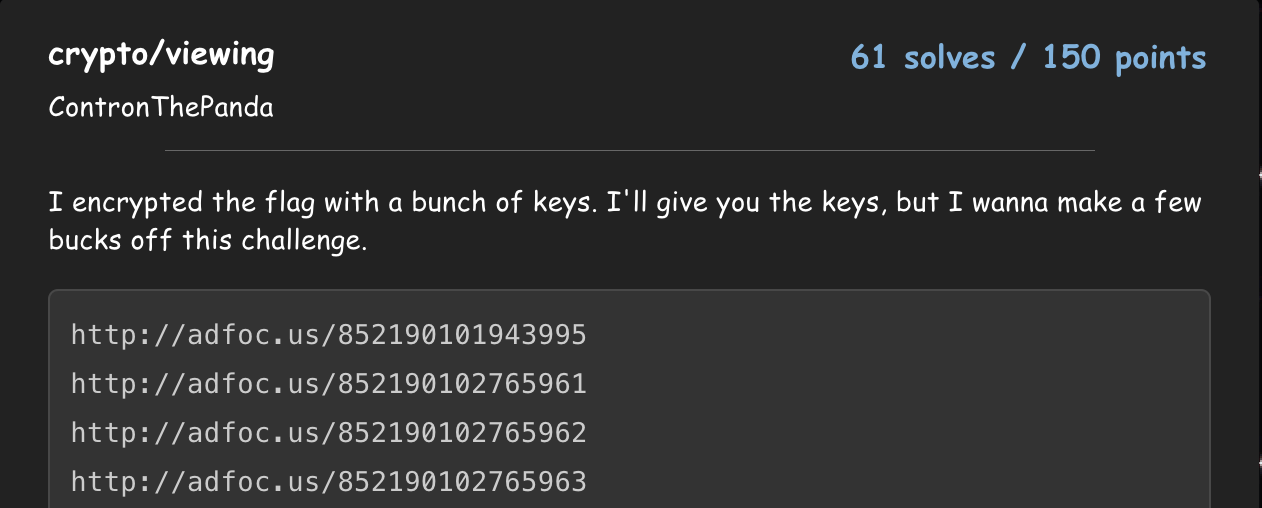 crypto/viewing
61 solves / 150 points
ContronThePanda
I encrypted the flag with a bunch of keys. I'll give you the keys, but I wanna make a few
bucks off this challenge.
http://adfoc.us/852190101943995
http://adfoc.us/852190102765961
http://adfoc.us/852190102765962
http://adfoc.us/852190102765963